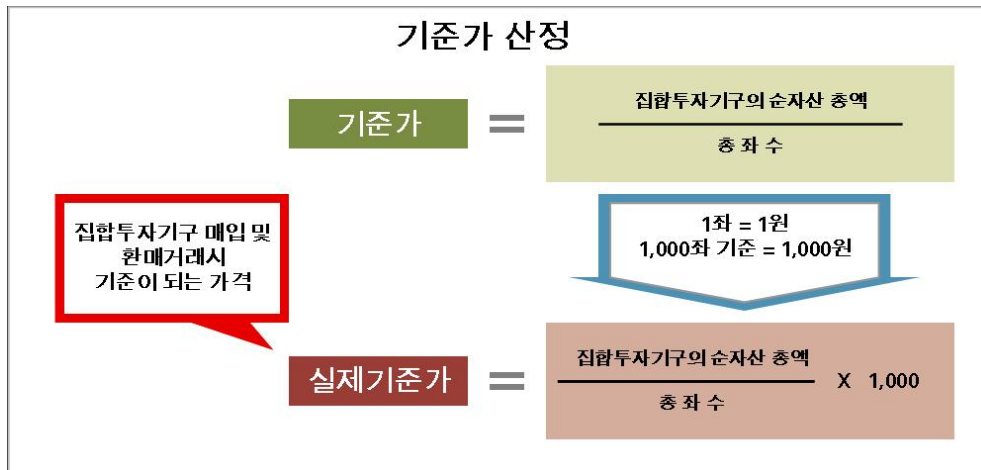 기준가 산정
기준가
=
집합투자기구의 순자산 총액
총 좌 수
집합투자기구 매입 및
환매거래시
기준이 되는 가격
1좌 = 1원
1,000좌 기준 = 1,000원
실제기준가
=
집합투자기구의 순자산 총액
총 좌 수
X 1,000